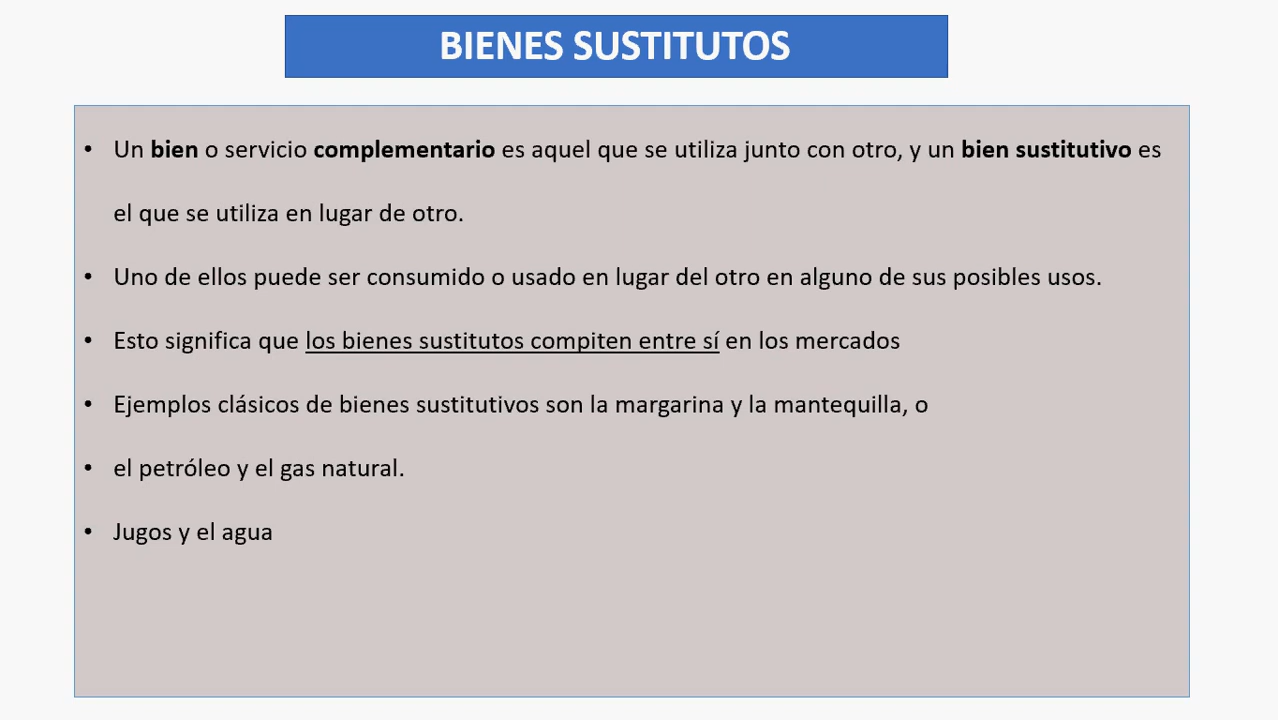 BIENES SUSTITUTOS
• Un bien o servicio complementario es aquel que se utiliza junto con otro, y un bien sustitutivo es
el que se utiliza en lugar de otro.
• Uno de ellos puede ser consumido o usado en lugar del otro en alguno de sus posibles usos.
• Esto significa que los bienes sustitutos compiten entre sí en los mercados
• Ejemplos clásicos de bienes sustitutivos son la margarina y la mantequilla, o
• el petróleo y el gas natural.
• Jugos y el agua